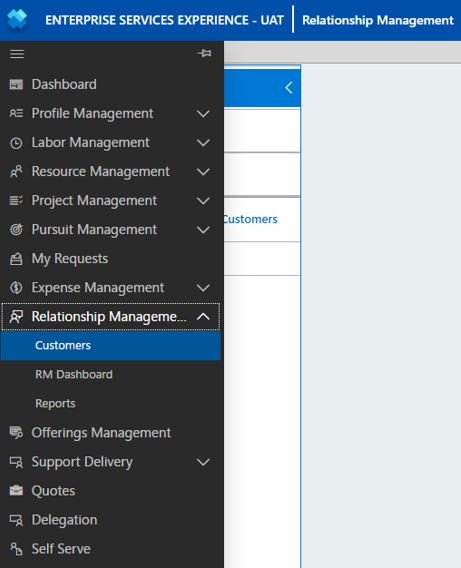 ENTERPRISE SERVICES EXPERIENCE - UAT
Relationship Management
Dashboard
Profile Management
Labor Management
Resource Management
Project Management
Pursuit Management
Customers
My Requests
Expense Management
Relationship Manageme...
Customers
RM Dashboard
Reports
Offerings Management
Support Delivery
Quotes
Delegation
Self Serve